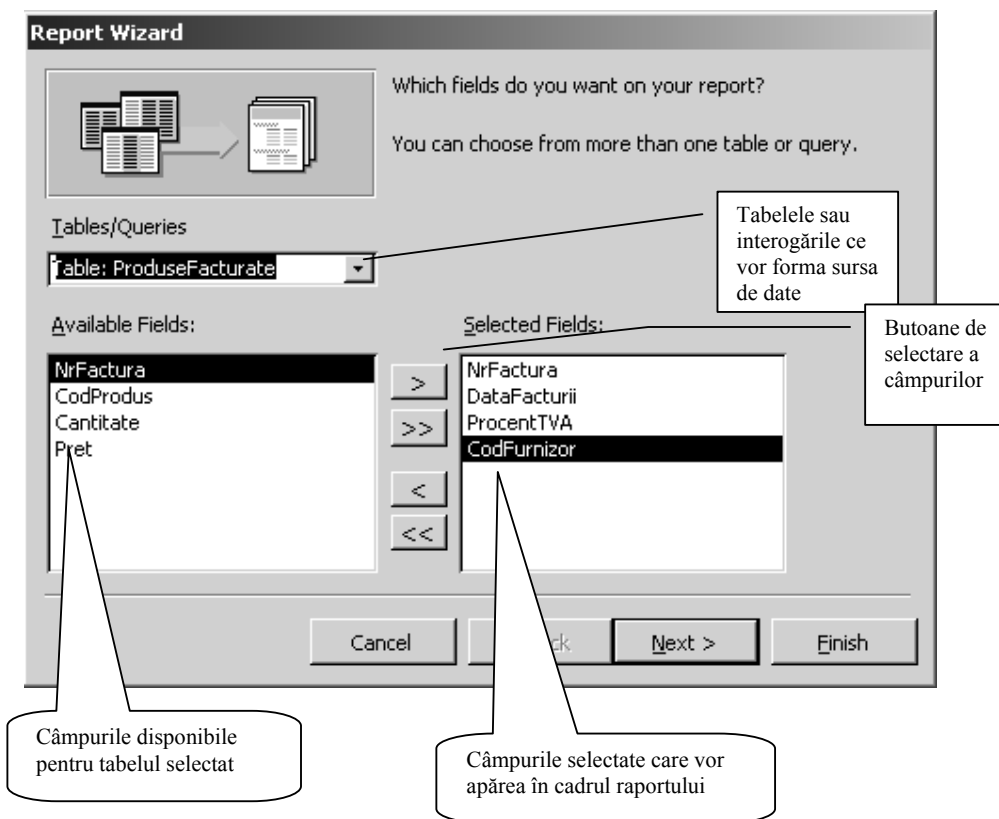 Report Wizard
Which fields do you want on your report?
You can choose from more than one table or query.
Tables/Queries
Table: ProduseFacturate
Tabelele sau
interogările ce
vor forma sursa
de date
Available Fields:
Selected Fields:
Butoane de
selectare a
câmpurilor
NrFactura
CodProdus
Cantitate
Pret
>
>>
<
<<
NrFactura
DataFacturii
ProcentTVA
CodFurnizor
Cancel
Next >
Finish
Câmpurile disponibile
pentru tabelul selectat
Câmpurile selectate care vor
apărea în cadrul raportului